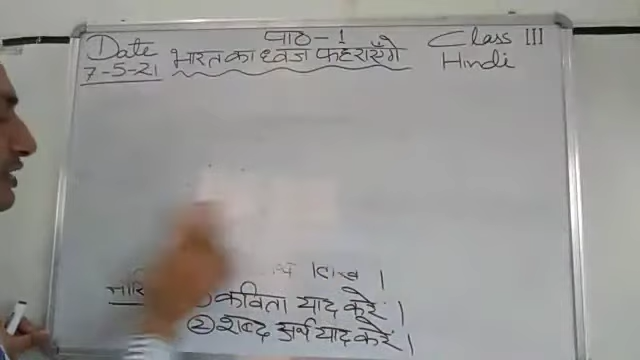 Date
7-5-21
पाठ - 1
भारत का ध्वज फहराएँगे
Class III
Hindi
लिख ।
कविता याद करें ।
② शब्द अर्थ याद करें ।